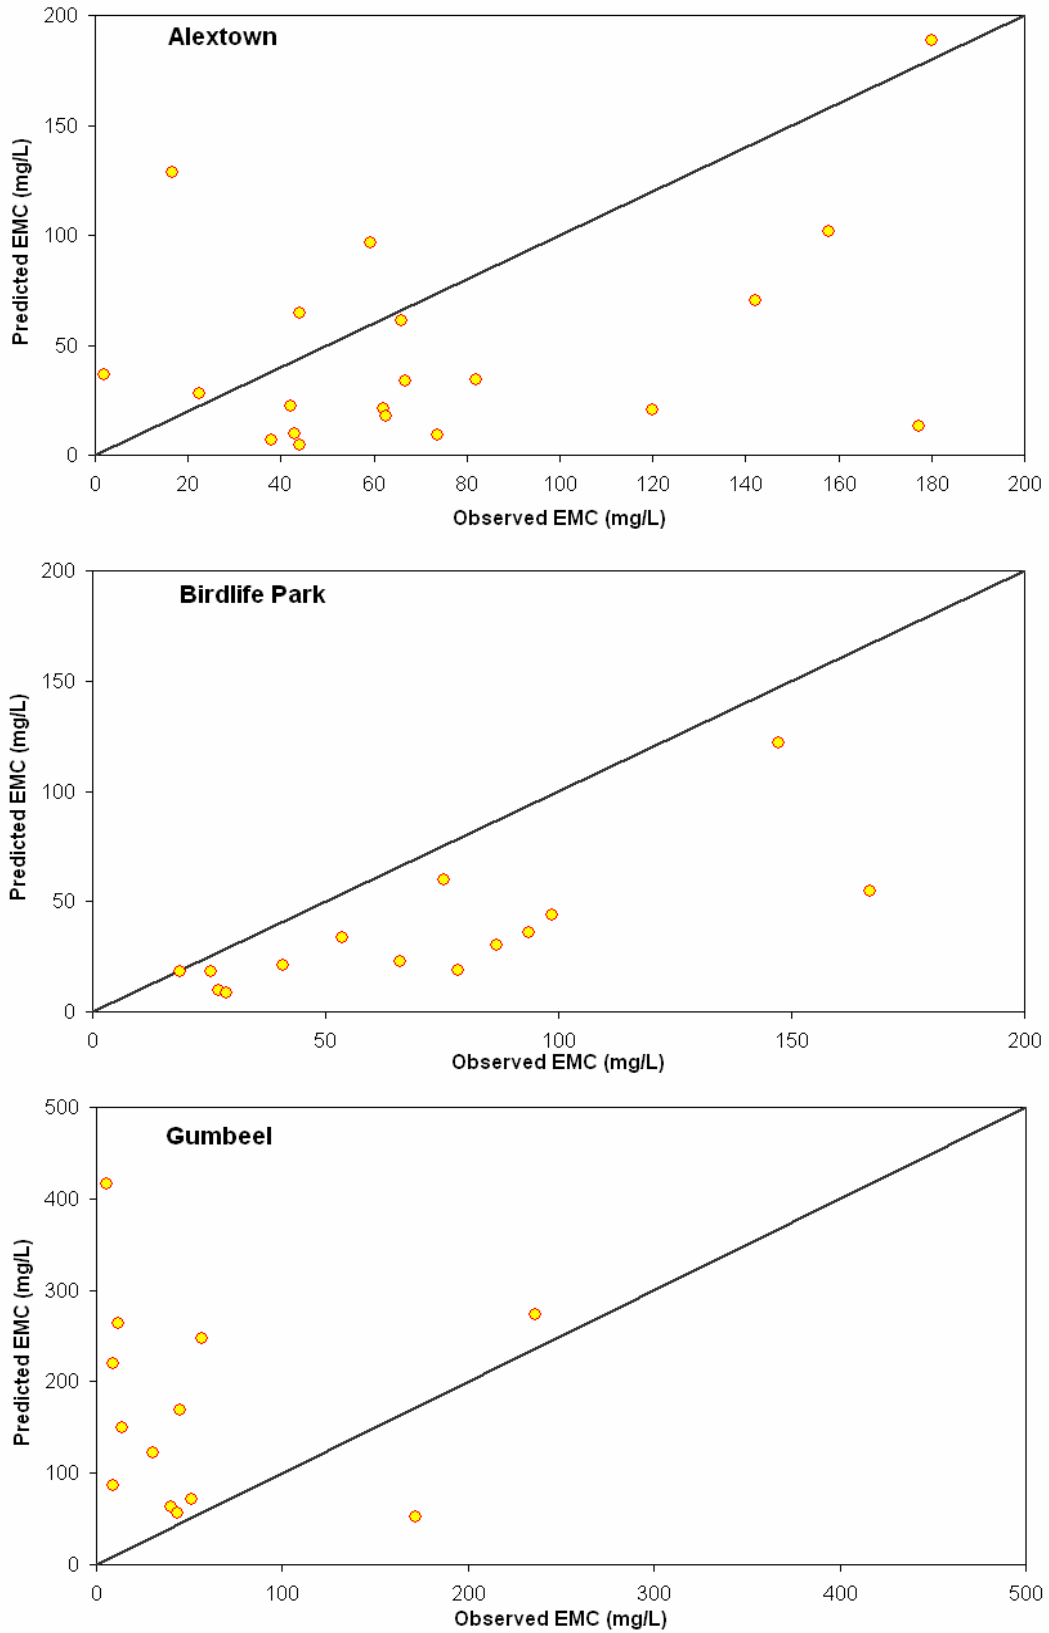 Alextown
Predicted EMC (mg/L)
200
150
100
50
0
0 20 40 60 80 100 120 140 160 180 200
Observed EMC (mg/L)
Birdlife Park
Predicted EMC (mg/L)
200
150
100
50
0
0 50 100 150 200
Observed EMC (mg/L)
Gumbeel
Predicted EMC (mg/L)
500
400
300
200
100
0
0 100 200 300 400 500
Observed EMC (mg/L)